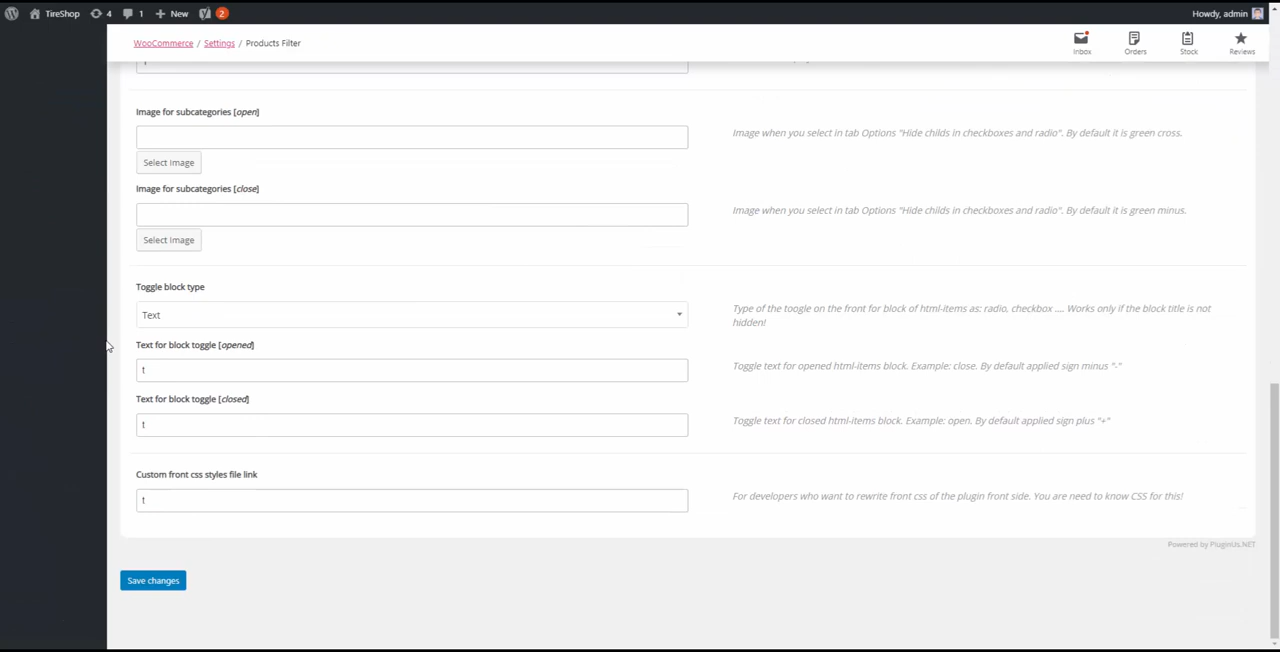 TireShop 4 1 New 2 Howdy, admin
WooCommerce / Settings / Products Filter
Inbox Orders Stock Reviews
Image for subcategories [open]
Image when you select in tab Options "Hide childs in checkboxes and radio". By default it is green cross.
Select Image
Image for subcategories [close]
Image when you select in tab Options "Hide childs in checkboxes and radio". By default it is green minus.
Select Image
Toggle block type
Text
Type of the toogle on the front for block of html-items as: radio, checkbox .... Works only if the block title is not
hidden!
Text for block toggle [opened]
t
Toggle text for opened html-items block. Example: close. By default applied sign minus "-"
Text for block toggle [closed]
t
Toggle text for closed html-items block. Example: open. By default applied sign plus "+"
Custom front css styles file link
t
For developers who want to rewrite front css of the plugin front side. You are need to know CSS for this!
Powered by PluginUs.NET
Save changes